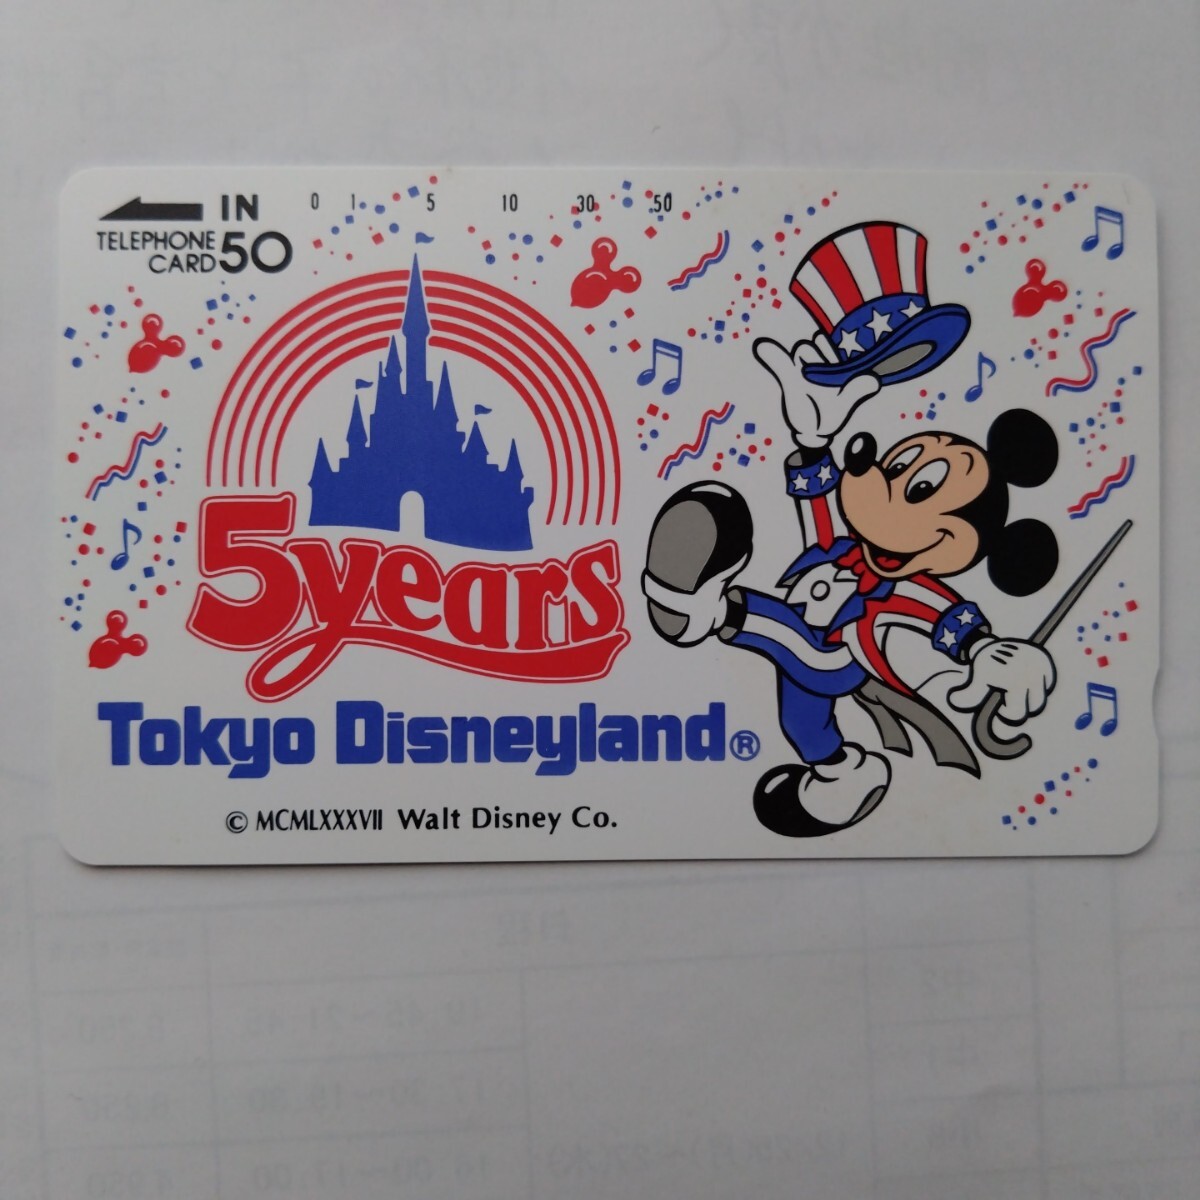 IN 0 1 5 10 30 50
TELEPHONE
CARD 50
5years
Tokyo Disneyland®
© MCMLXXXVII Walt Disney Co.